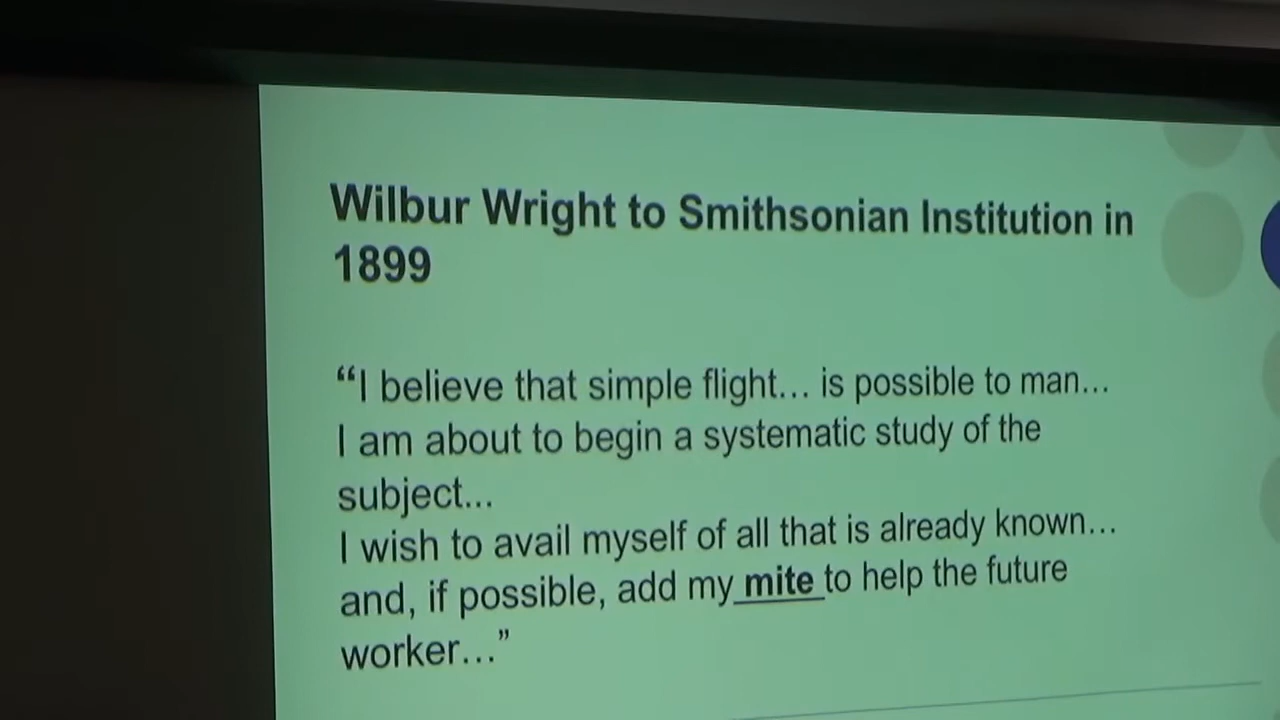 Wilbur Wright to Smithsonian Institution in
1899
“I believe that simple flight... is possible to man...
I am about to begin a systematic study of the
subject...
I wish to avail myself of all that is already known...
and, if possible, add my mite to help the future
worker...”